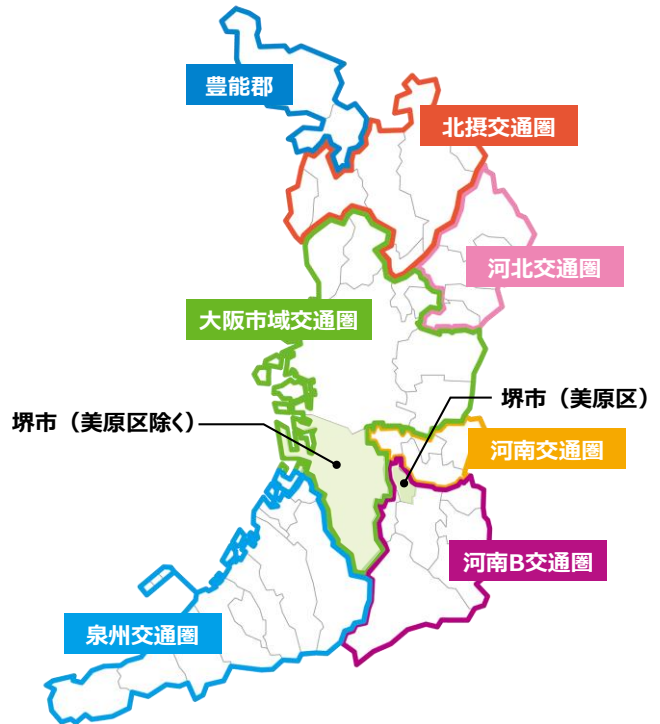 豊能郡
北摂交通圏
河北交通圏
大阪市域交通圏
堺市（美原区）
堺市（美原区除く）
河南交通圏
河南B交通圏
泉州交通圏